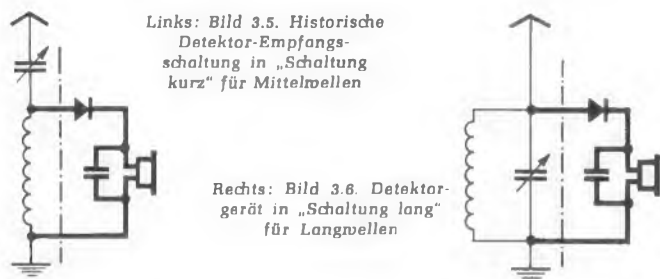 Links: Bild 3.5. Historische
Detektor-Empfangs-
schaltung in „Schaltung
kurz“ für Mittelwellen
Rechts: Bild 3.6. Detektor-
gerät in „Schaltung lang“
für Langwellen